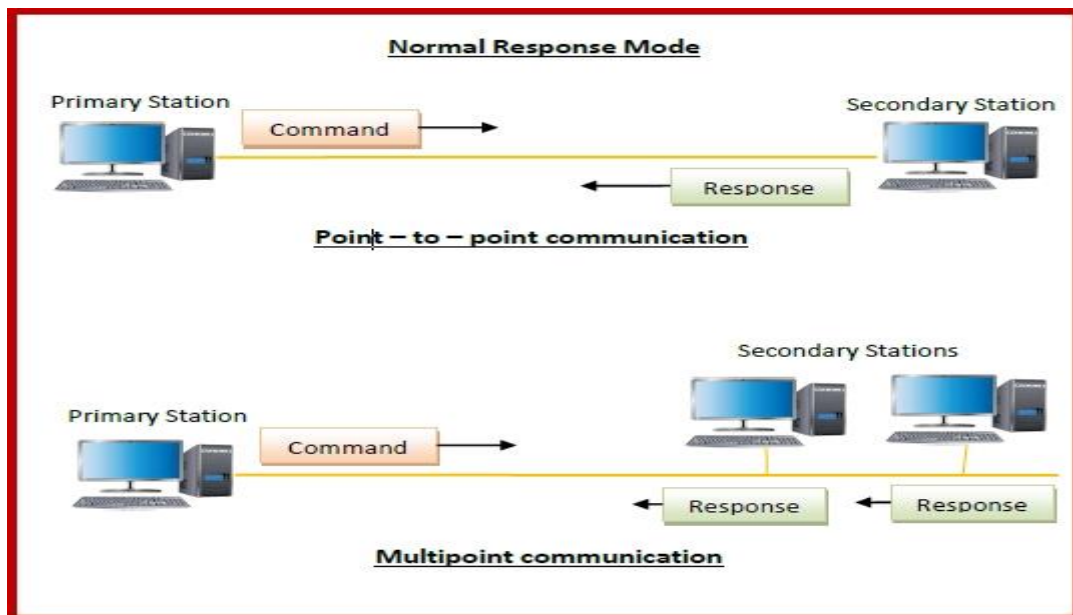 Normal Response Mode
Primary Station
Secondary Station
Command
Response
Point – to – point communication
Secondary Stations
Primary Station
Command
Response
Response
Multipoint communication